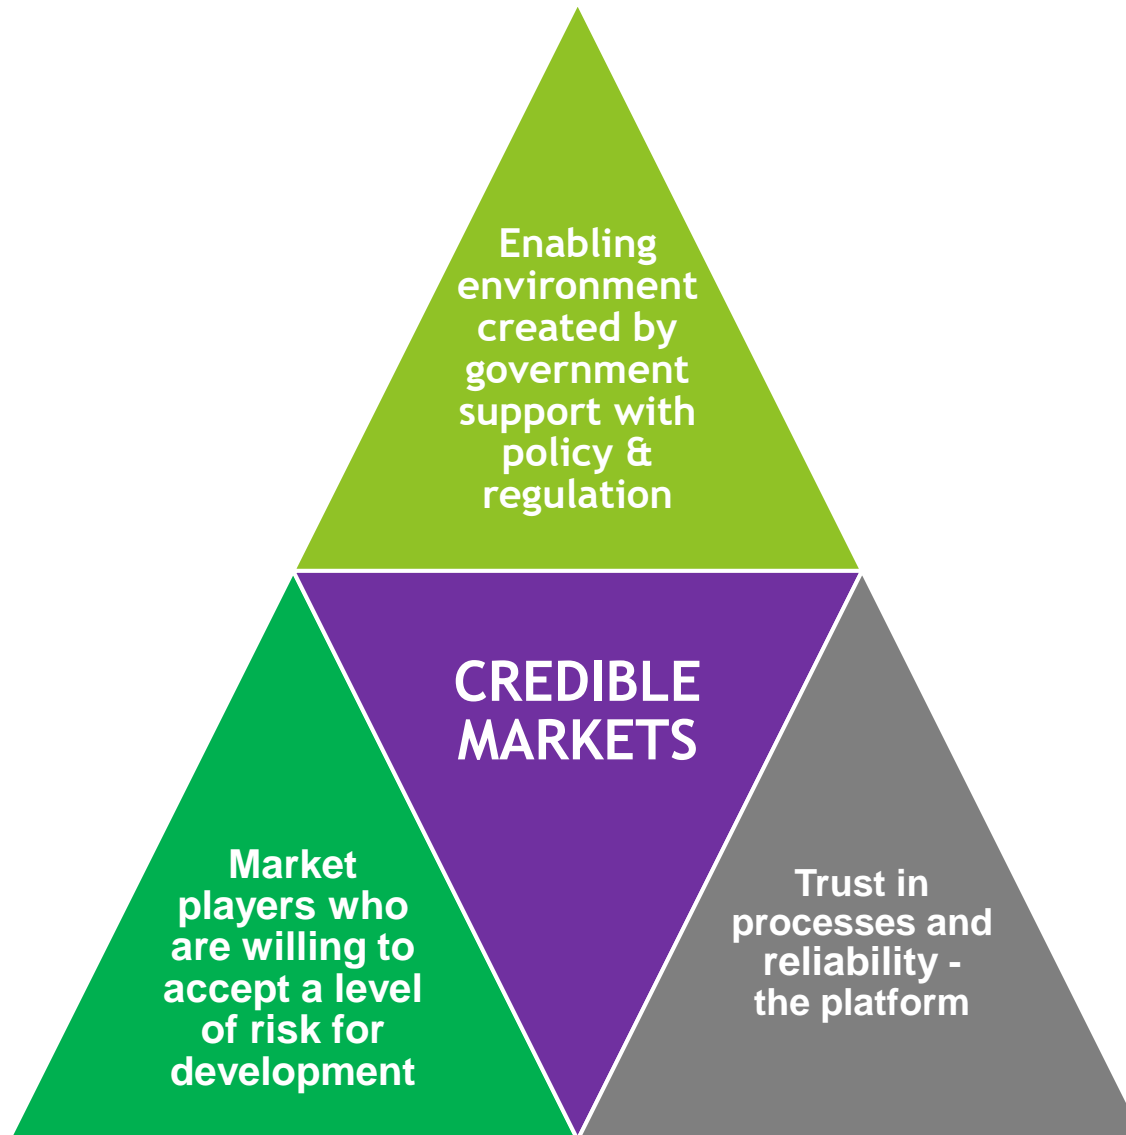 Enabling
environment
created by
government
support with
policy &
regulation
CREDIBLE
MARKETS
Market
players who
are willing to
accept a level
of risk for
development
Trust in
processes and
reliability -
the platform